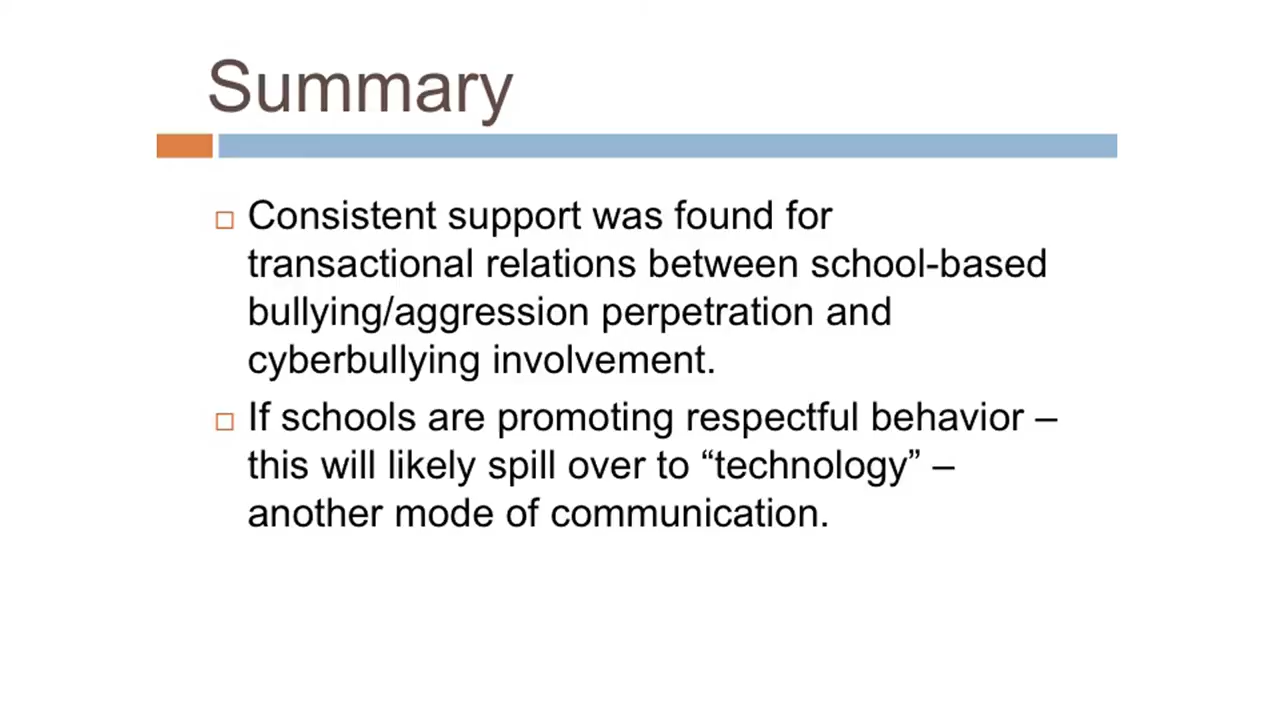 Summary
Consistent support was found for
transactional relations between school-based
bullying/aggression perpetration and
cyberbullying involvement.
If schools are promoting respectful behavior –
this will likely spill over to “technology” –
another mode of communication.